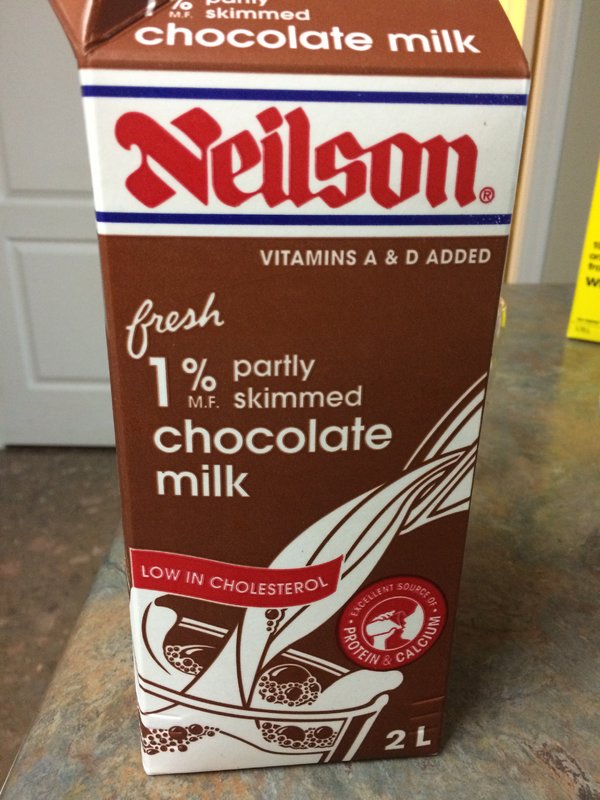 1% partly
M.F. skimmed
chocolate milk
Neilson®
VITAMINS A & D ADDED
fresh
1% partly
M.F. skimmed
chocolate
milk
LOW IN CHOLESTEROL
• EXCELLENT SOURCE OF •
PROTEIN & CALCIUM
2 L